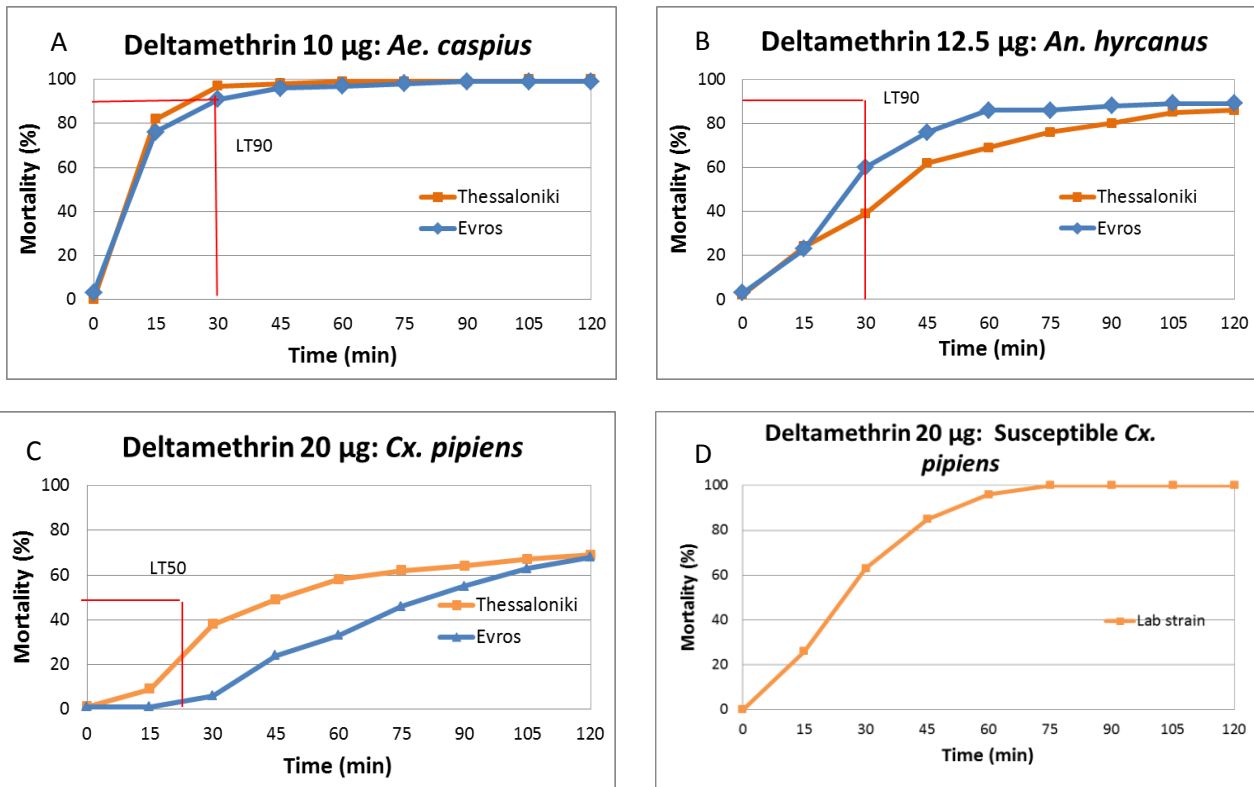 A
Deltamethrin 10 µg: Ae. caspius
Mortality (%)
100
80
60
40
20
0
LT90
Thessaloniki
Evros
0 15 30 45 60 75 90 105 120
Time (min)
B
Deltamethrin 12.5 µg: An. hyrcanus
Mortality (%)
100
80
60
40
20
0
LT90
Thessaloniki
Evros
0 15 30 45 60 75 90 105 120
Time (min)
C
Deltamethrin 20 µg: Cx. pipiens
Mortality (%)
100
80
60
40
20
0
LT50
Thessaloniki
Evros
0 15 30 45 60 75 90 105 120
Time (min)
D
Deltamethrin 20 µg: Susceptible Cx.
pipiens
Mortality (%)
100
80
60
40
20
0
Lab strain
0 15 30 45 60 75 90 105 120
Time (min)